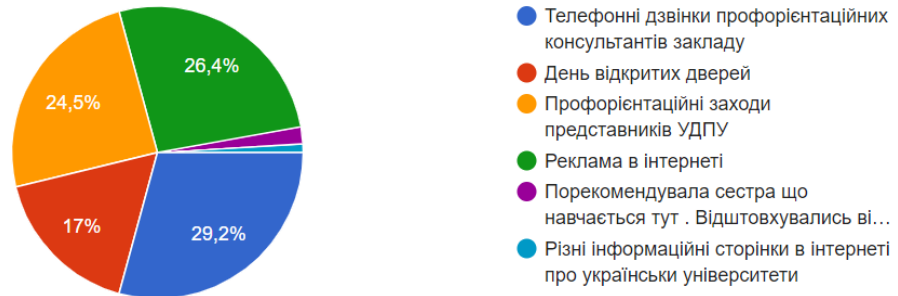 26,4%
24,5%
17%
29,2%
Телефонні дзвінки профорієнтаційних
консультантів закладу
День відкритих дверей
Профорієнтаційні заходи
представників УДПУ
Реклама в інтернеті
Порекомендувала сестра що
навчається тут . Відштовхувались ві…
Різні інформаційні сторінки в інтернеті
про українськи університети